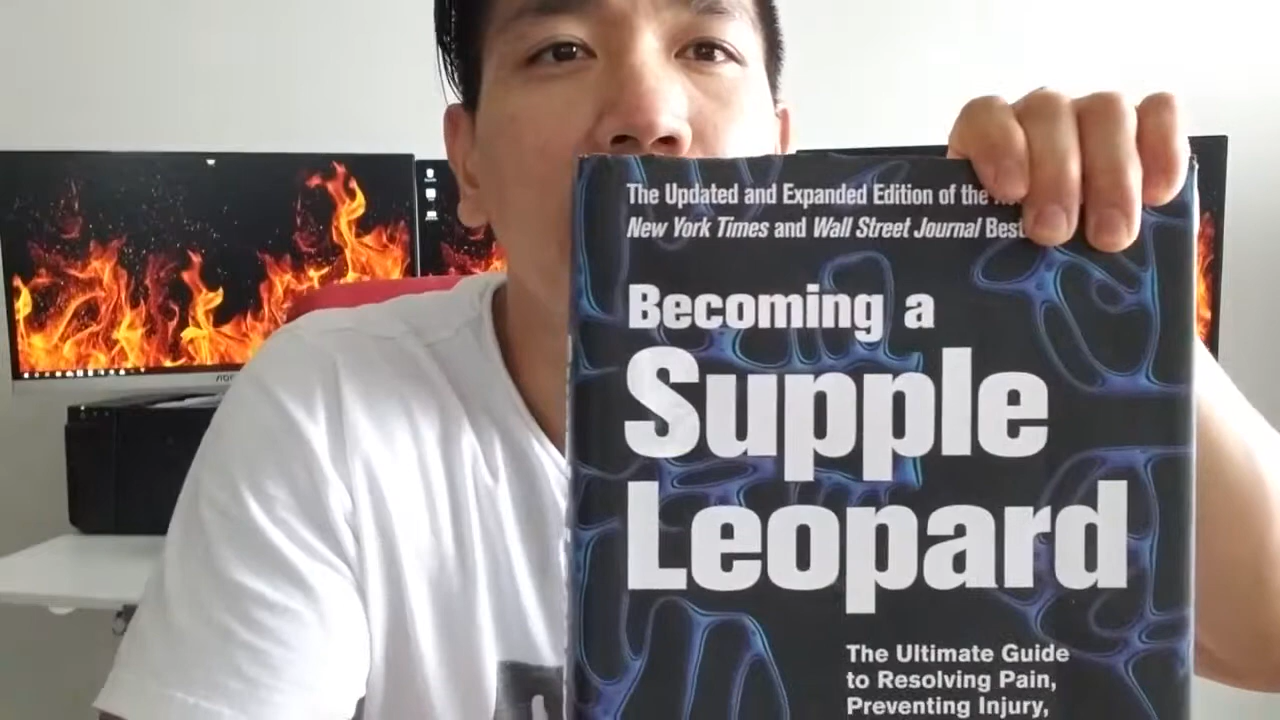 The Updated and Expanded Edition of the
New York Times and Wall Street Journal Best
Becoming a
Supple
Leopard
The Ultimate Guide
to Resolving Pain,
Preventing Injury,